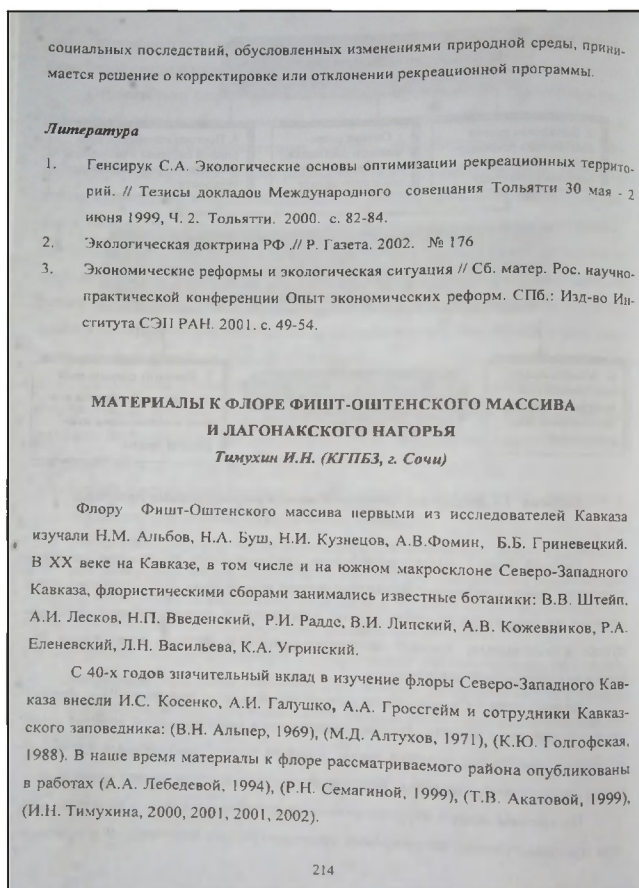 социальных последствий, обусловленных изменениями природной среды, прини-
мается решение о корректировке или отклонении рекреационной программы.
Литература
1. Генсирук С.А. Экологические основы оптимизации рекреационных террито-
рий. // Тезисы докладов Международного совещания Тольятти 30 мая - 2
июня 1999, Ч. 2. Тольятти. 2000. с. 82-84.
2. Экологическая доктрина РФ .// Р. Газета. 2002. № 176
3. Экономические реформы и экологическая ситуация // Сб. матер. Рос. научно-
практической конференции Опыт экономических реформ. СПб.: Изд-во Ин-
ститута СЭП РАН. 2001. с. 49-54.
МАТЕРИАЛЫ К ФЛОРЕ ФИШТ-ОШТЕНСКОГО МАССИВА
И ЛАГОНАКСКОГО НАГОРЬЯ
Тимухин И.Н. (КГПБЗ, г. Сочи)
Флору Фишт-Оштенского массива первыми из исследователей Кавказа
изучали Н.М. Альбов, Н.А. Буш, Н.И. Кузнецов, А.В.Фомин, Б.Б. Гриневецкий.
В XX веке на Кавказе, в том числе и на южном макросклоне Северо-Западного
Кавказа, флористическими сборами занимались известные ботаники: В.В. Штейп,
А.И. Лесков, Н.П. Введенский, Р.И. Радде, В.И. Липский, А.В. Кожевников, Р.А.
Еленевский, Л.Н. Васильева, К.А. Угринский.
С 40-х годов значительный вклад в изучение флоры Северо-Западного Кав-
каза внесли И.С. Косенко, А.И. Галушко, А.А. Гроссгейм и сотрудники Кавказ-
ского заповедника: (В.Н. Альпер, 1969), (М.Д. Алтухов, 1971), (К.Ю. Голгофская,
1988). В наше время материалы к флоре рассматриваемого района опубликованы
в работах (А.А. Лебедевой, 1994), (Р.Н. Семагиной, 1999), (Т.В. Акатовой, 1999),
(И.Н. Тимухина, 2000, 2001, 2001, 2002).
214